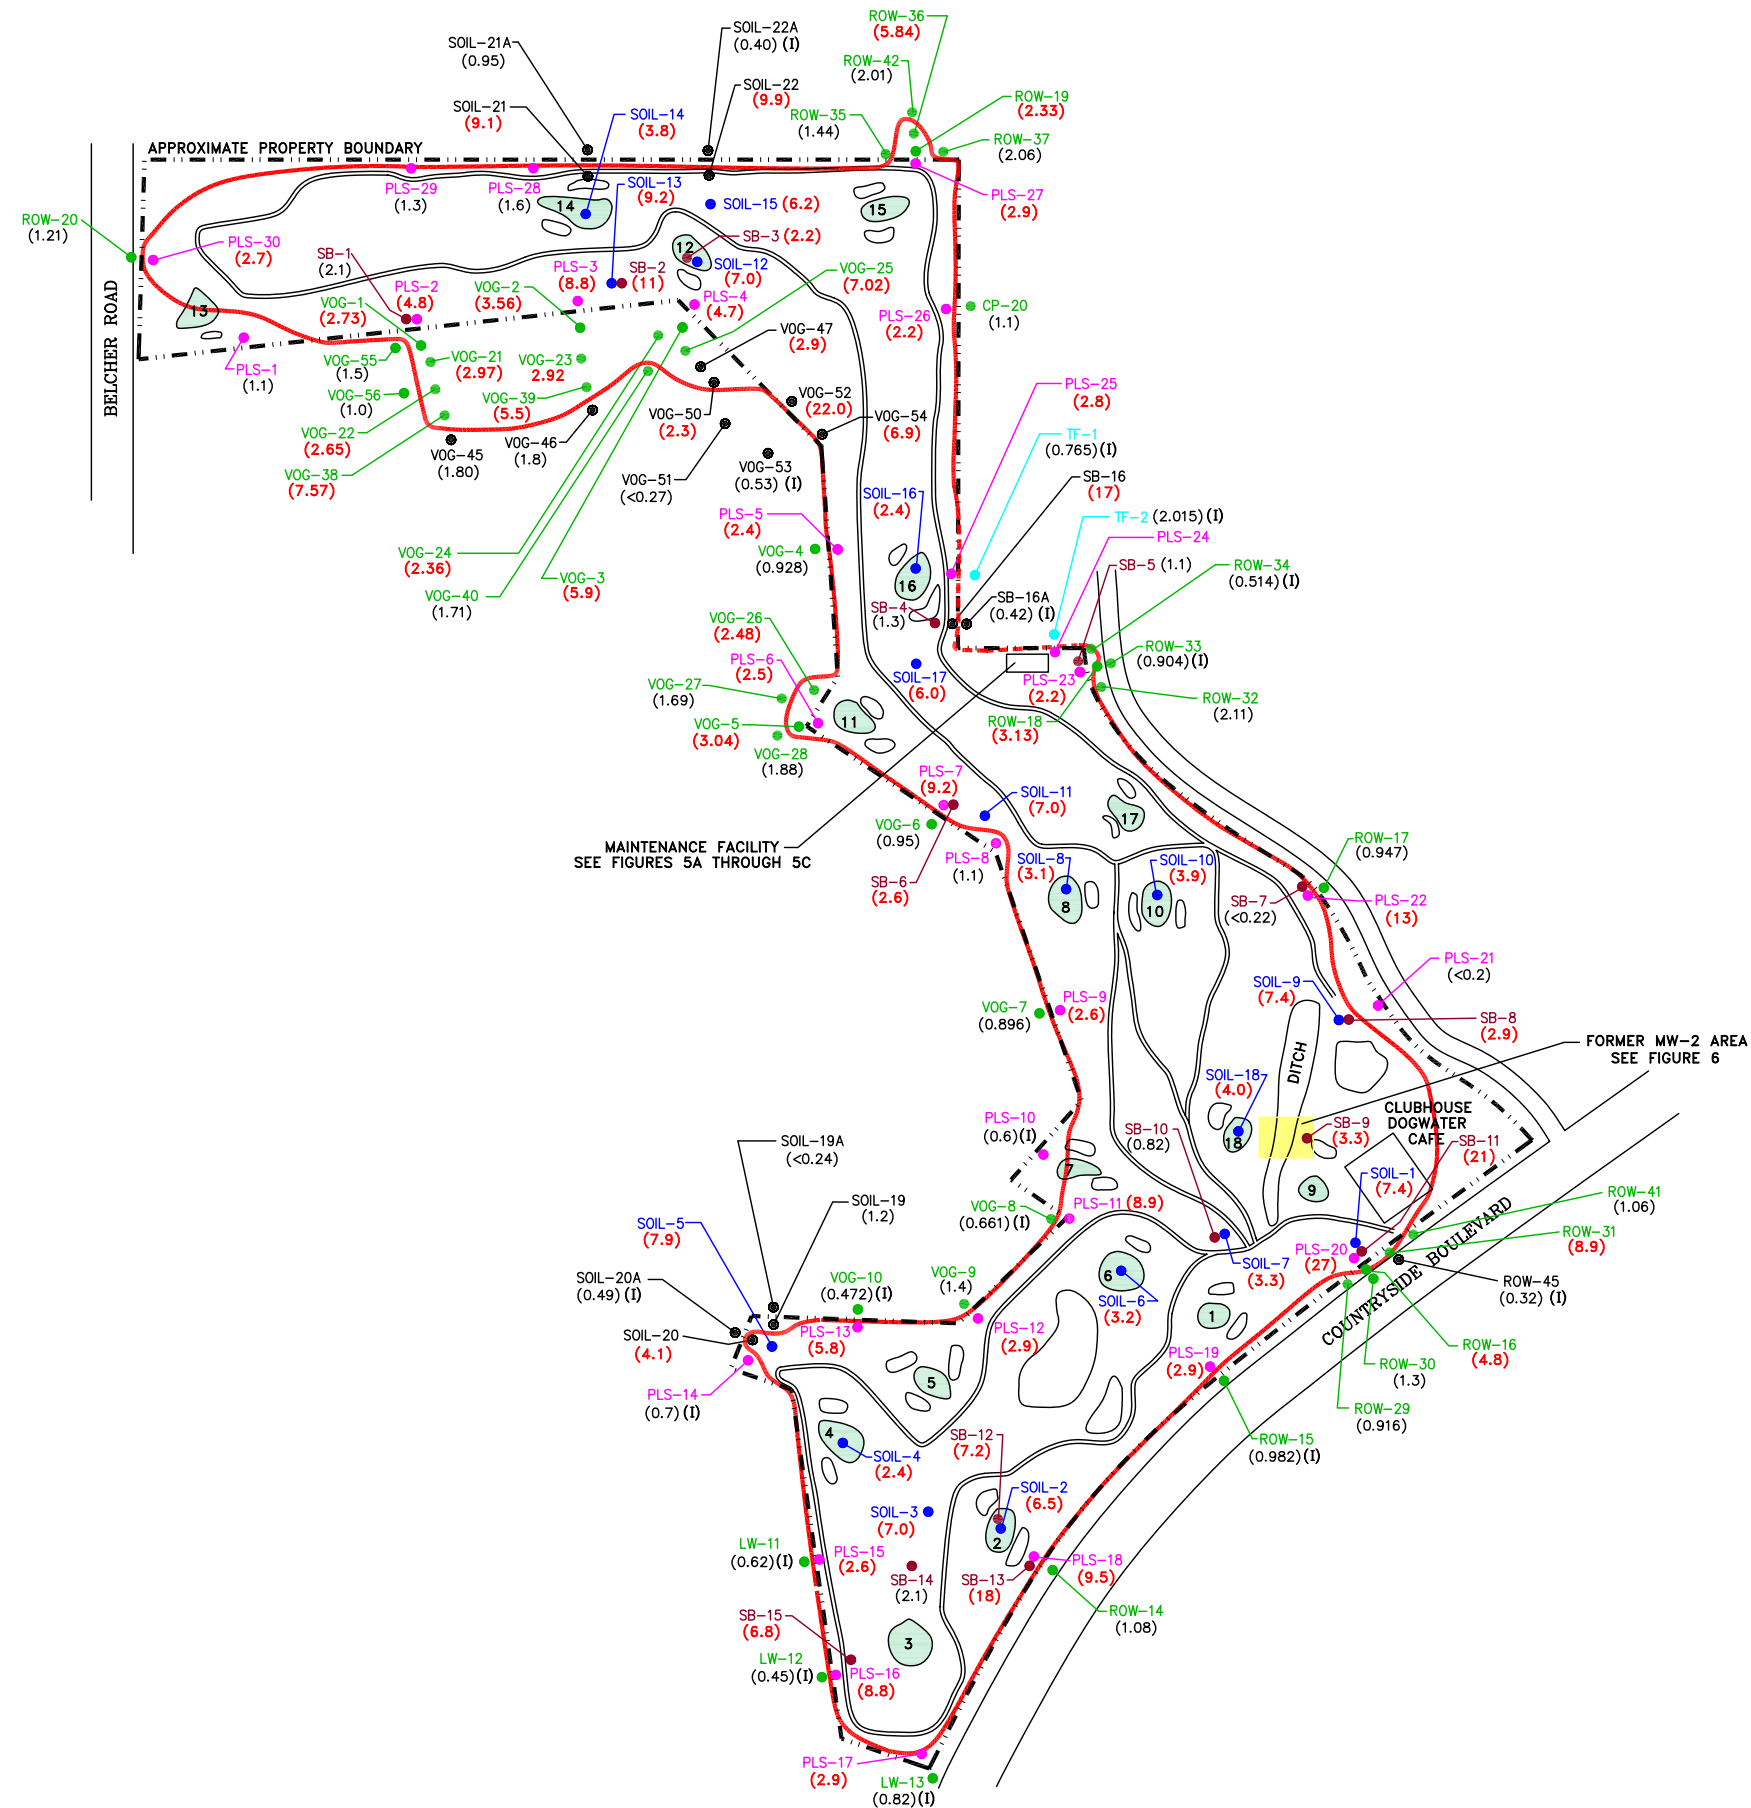 ROW-36
(5.84)
SOIL-22A
(0.40) (I)
SOIL-21A
(0.95)
ROW-42
(2.01)
SOIL-22
(9.9)
ROW-19
(2.33)
SOIL-21
(9.1)
SOIL-14
(3.8)
ROW-35
(1.44)
ROW-37
(2.06)
APPROXIMATE PROPERTY BOUNDARY
PLS-29
(1.3)
PLS-28
(1.6)
SOIL-13
(9.2)
SOIL-15 (6.2)
14
15
PLS-27
(2.9)
ROW-20
(1.21)
PLS-30
(2.7)
SB-1
(2.1)
SB-3 (2.2)
12
PLS-3
(8.8)
SB-2
(11)
SOIL-12
(7.0)
VOG-25
(7.02)
PLS-2
(4.8)
VOG-2
(3.56)
PLS-4
(4.7)
VOG-1
(2.73)
13
PLS-26
(2.2)
CP-20
(1.1)
BELCHER ROAD
PLS-1
(1.1)
VOG-55
(1.5)
VOG-21
(2.97)
VOG-23
2.92
VOG-47
(2.9)
VOG-56
(1.0)
VOG-39
(5.5)
VOG-52
(22.0)
PLS-25
(2.8)
VOG-22
(2.65)
VOG-50
(2.3)
VOG-54
(6.9)
TF-1
(0.765)(I)
VOG-46
(1.8)
VOG-45
(1.80)
VOG-53
(0.53) (I)
VOG-38
(7.57)
VOG-51
(<0.27)
SB-16
(17)
SOIL-16
(2.4)
PLS-5
(2.4)
TF-2 (2.015)(I)
PLS-24
VOG-24
(2.36)
VOG-4
(0.928)
SB-5 (1.1)
ROW-34
(0.514)(I)
VOG-3
(5.9)
16
VOG-40
(1.71)
SB-4
(1.3)
SB-16A
(0.42) (I)
VOG-26
(2.48)
ROW-33
(0.904)(I)
PLS-6
(2.5)
SOIL-17
(6.0)
PLS-23
(2.2)
VOG-27
(1.69)
ROW-32
(2.11)
VOG-5
(3.04)
11
ROW-18
(3.13)
VOG-28
(1.88)
PLS-7
(9.2)
SOIL-11
(7.0)
17
VOG-6
(0.95)
MAINTENANCE FACILITY
SEE FIGURES 5A THROUGH 5C
PLS-8
(1.1)
SOIL-8
(3.1)
SOIL-10
(3.9)
ROW-17
(0.947)
SB-6
(2.6)
8
10
SB-7
(<0.22)
PLS-22
(13)
PLS-21
(<0.2)
SOIL-9
(7.4)
VOG-7
(0.896)
PLS-9
(2.6)
SB-8
(2.9)
FORMER MW-2 AREA
SEE FIGURE 6
DITCH
SOIL-18
(4.0)
PLS-10
(0.6)(I)
SB-10
(0.82)
18
SB-9
(3.3)
CLUBHOUSE
DOGWATER
CAFE
SB-11
(21)
SOIL-19A
(<0.24)
7
SOIL-1
(7.4)
9
SOIL-19
(1.2)
VOG-8
(0.661)(I)
PLS-11 (8.9)
ROW-41
(1.06)
SOIL-5
(7.9)
ROW-31
(8.9)
COUNTRYSIDE BOULEVARD
PLS-20
(27)
SOIL-7
(3.3)
6
SOIL-20A
(0.49) (I)
VOG-10
(0.472)(I)
VOG-9
(1.4)
SOIL-6
(3.2)
ROW-45
(0.32) (I)
1
SOIL-20
(4.1)
PLS-13
(5.8)
PLS-12
(2.9)
ROW-16
(4.8)
PLS-19
(2.9)
ROW-30
(1.3)
5
PLS-14
(0.7)(I)
ROW-29
(0.916)
4
SB-12
(7.2)
ROW-15
(0.982)(I)
SOIL-4
(2.4)
SOIL-2
(6.5)
SOIL-3
(7.0)
2
LW-11
(0.62)(I)
PLS-15
(2.6)
SB-14
(2.1)
SB-13
(18)
PLS-18
(9.5)
SB-15
(6.8)
ROW-14
(1.08)
3
LW-12
(0.45)(I)
PLS-16
(8.8)
PLS-17
(2.9)
LW-13
(0.82)(I)